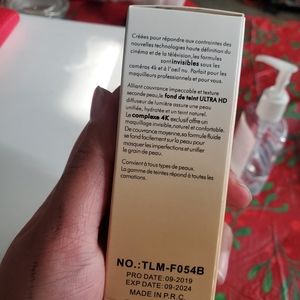 Créées pour répondre aux contraintes des
nouvelles technologies haute définition du
cinéma et de la télévision, les formules
sont invisibles sous les
caméras 4k et à l'oeil nu. Parfait pour les
maquilleurs professionnels et pour vous.
Alliant couvrance impeccable et texture
seconde peau, le fond de teint ULTRA HD
diffuseur de lumière assure une peau
unifiée, hydratée et un teint naturel.
Le complexe 4K exclusif offre un
maquillage invisible, naturel et confortable.
De couvrance moyenne, sa formule fluide
se fond facilement sur la peau pour
masquer les imperfections et unifier
le grain de peau.
Convient à tous types de peaux.
La gamme de teintes répond à toutes les
carnations.
NO.:TLM-F054B
PRO DATE:09-2019
EXP DATE:09-2024
MADE IN P.R.C.